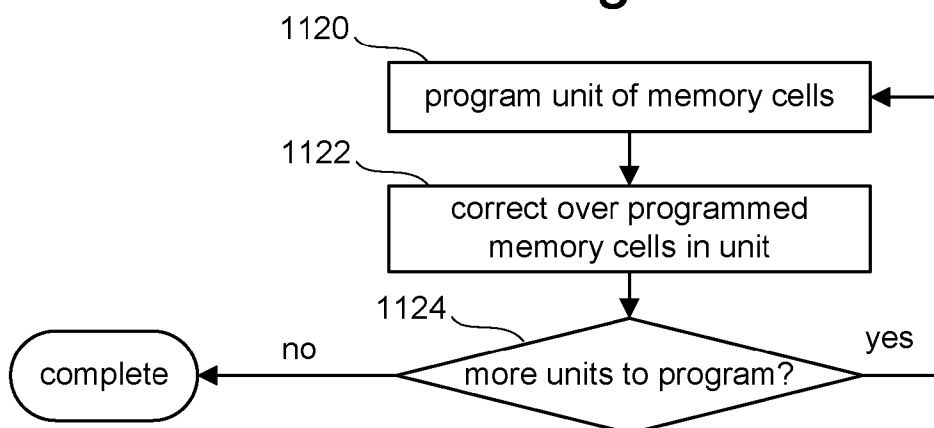 1120
program unit of memory cells
1122
correct over programmed
memory cells in unit
1124
no
yes
complete
more units to program?